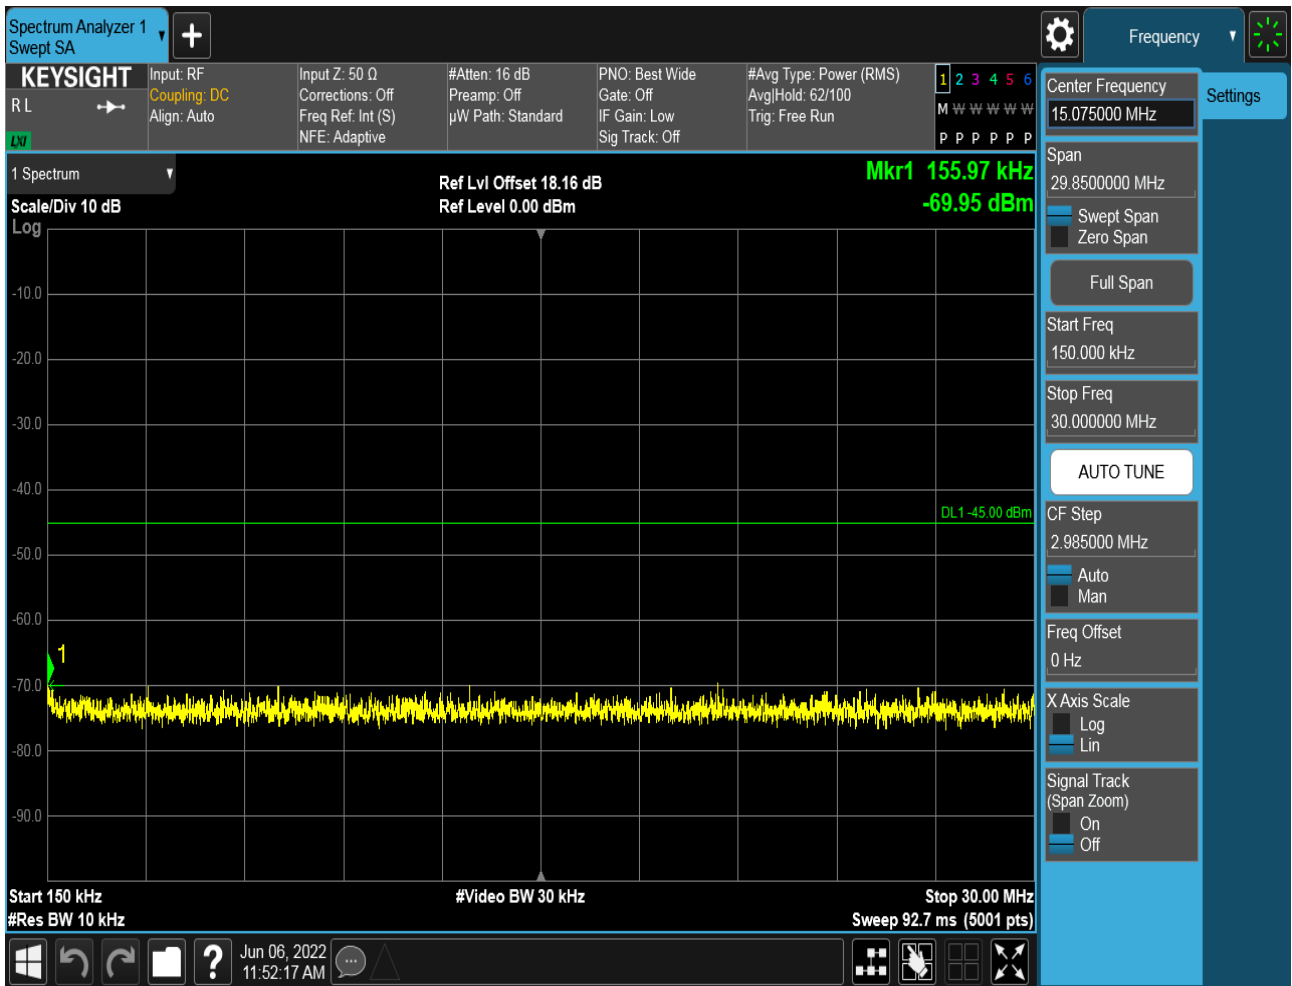 Spectrum Analyzer 1
Swept SA
Frequency
KEYSIGHT
R L
LXI
Input: RF
Coupling: DC
Align: Auto
Input Z: 50 Ω
Corrections: Off
Freq Ref: Int (S)
NFE: Adaptive
#Atten: 16 dB
Preamp: Off
µW Path: Standard
PNO: Best Wide
Gate: Off
IF Gain: Low
Sig Track: Off
#Avg Type: Power (RMS)
Avg|Hold: 62/100
Trig: Free Run
1 2 3 4 5 6
M W W W W W
P P P P P P
1 Spectrum
Scale/Div 10 dB
Log
Ref Lvl Offset 18.16 dB
Ref Level 0.00 dBm
Mkr1 155.97 kHz
-69.95 dBm
-10.0
-20.0
-30.0
-40.0
DL1 -45.00 dBm
-50.0
-60.0
1
-70.0
-80.0
-90.0
Start 150 kHz
#Video BW 30 kHz
Stop 30.00 MHz
#Res BW 10 kHz
Sweep 92.7 ms (5001 pts)
?
Jun 06, 2022
11:52:17 AM
Center Frequency
15.075000 MHz
Settings
Span
29.8500000 MHz
Swept Span
Zero Span
Full Span
Start Freq
150.000 kHz
Stop Freq
30.000000 MHz
AUTO TUNE
CF Step
2.985000 MHz
Auto
Man
Freq Offset
0 Hz
X Axis Scale
Log
Lin
Signal Track
(Span Zoom)
On
Off